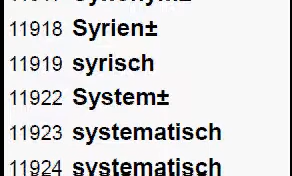 11918 Syrien±
11919 syrisch
11922 System±
11923 systematisch
11924 systematisch